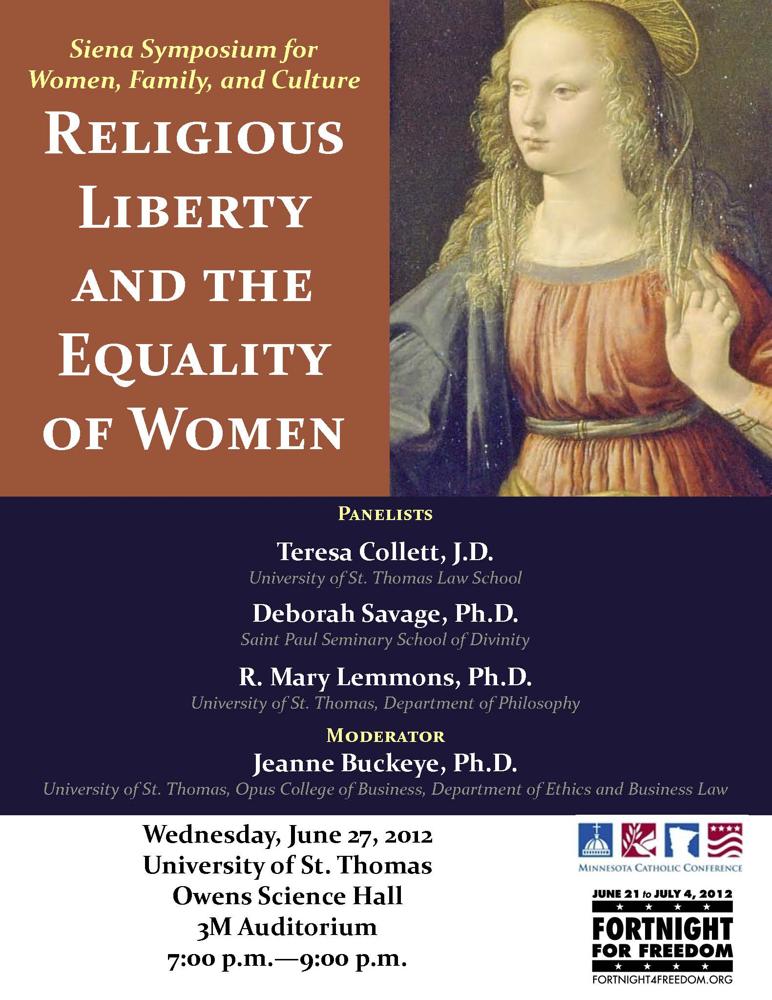 Siena Symposium for
Women, Family, and Culture
Religious
Liberty
and the
Equality
of Women
Panelists
Teresa Collett, J.D.
University of St. Thomas Law School
Deborah Savage, Ph.D.
Saint Paul Seminary School of Divinity
R. Mary Lemmons, Ph.D.
University of St. Thomas, Department of Philosophy
Moderator
Jeanne Buckeye, Ph.D.
University of St. Thomas, Opus College of Business, Department of Ethics and Business Law
Wednesday, June 27, 2012
University of St. Thomas
Owens Science Hall
3M Auditorium
7:00 p.m.—9:00 p.m.
Minnesota Catholic Conference
JUNE 21 to JULY 4, 2012
FORTNIGHT
FOR FREEDOM
FORTNIGHT4FREEDOM.ORG